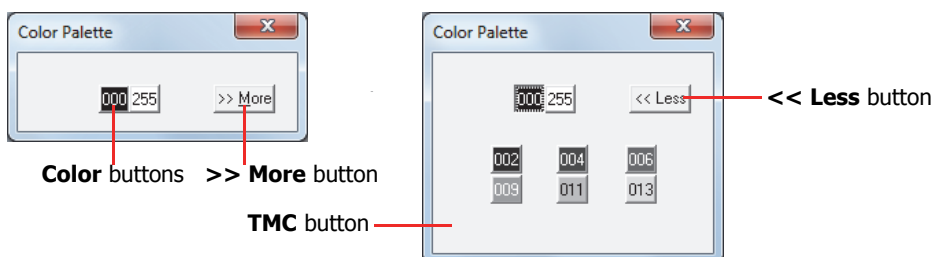 Color Palette
000 255 >> More
Color buttons >> More button
Color Palette
000 255 << Less
<< Less button
002 004 006
009 011 013
TMC button